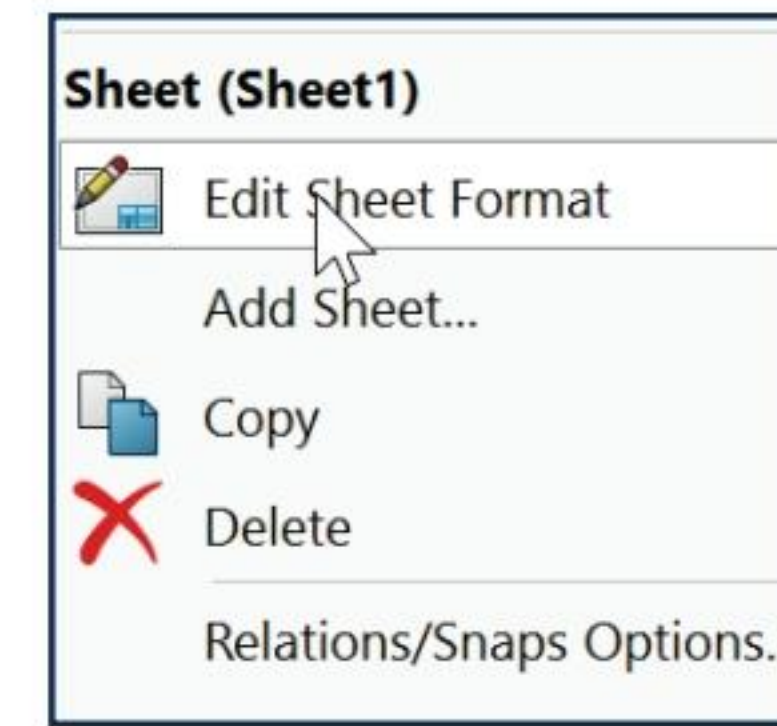 Sheet (Sheet1)
Edit Sheet Format
Add Sheet...
Copy
Delete
Relations/Snaps Options.